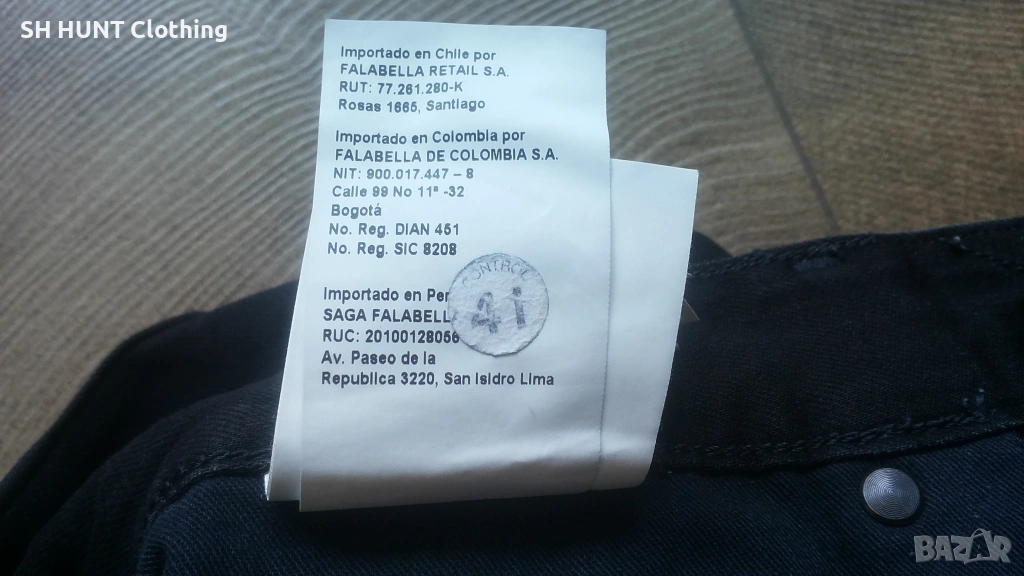 SH HUNT Clothing
Importado en Chile por
FALABELLA RETAIL S.A.
RUT: 77.261.280-K
Rosas 1665, Santiago
Importado en Colombia por
FALABELLA DE COLOMBIA S.A.
NIT: 900.017.447 – 8
Calle 99 No 11ª -32
Bogotá
No. Reg. DIAN 451
No. Reg. SIC 8208
CONTROL
41
Importado en Per
SAGA FALABELL
RUC: 20100128056
Av. Paseo de la
Republica 3220, San Isidro Lima
BAZAR